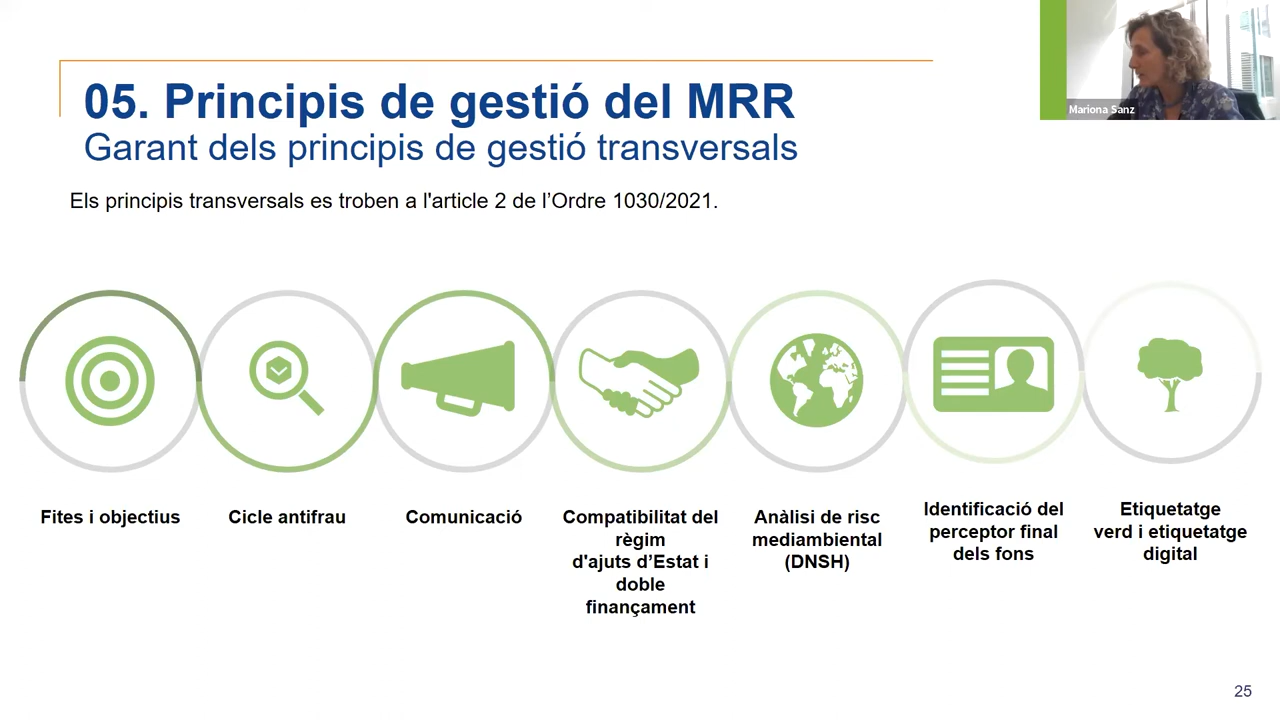 Mariona Sanz
05. Principis de gestió del MRR
Garant dels principis de gestió transversals
Els principis transversals es troben a l'article 2 de l’Ordre 1030/2021.
Fites i objectius
Cicle antifrau
Comunicació
Compatibilitat del
règim
d'ajuts d’Estat i
doble
finançament
Anàlisi de risc
mediambiental
(DNSH)
Identificació del
perceptor final
dels fons
Etiquetatge
verd i etiquetatge
digital
25